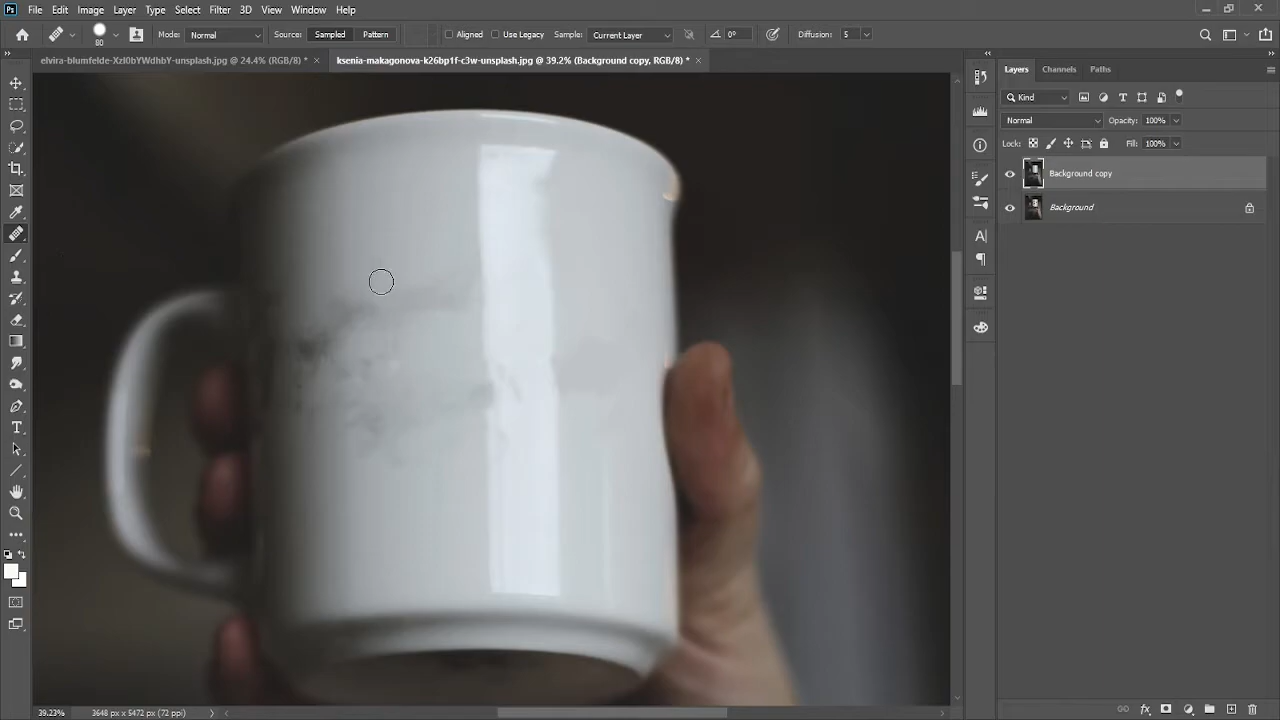 Ps File Edit Image Layer Type Select Filter 3D View Window Help
80 Mode: Normal Source: Sampled Pattern Aligned Use Legacy Sample: Current Layer 0° Diffusion: 5
elvira-blumfelde-XzI0bYWdhbY-unsplash.jpg @ 24.4% (RGB/8) * × ksenia-makagonova-k26bp1f-c3w-unsplash.jpg @ 39.2% (Background copy, RGB/8) * ×
Layers Channels Paths
Kind
Normal Opacity: 100%
Lock: Fill: 100%
Background copy
Background
39.23% 3648 px x 5472 px (72 ppi)